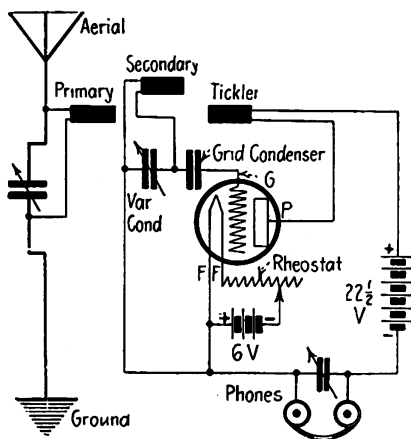 Aerial
Primary
Secondary
Tickler
Grid Condenser
G
Var
Cond
P
F F
Rheostat
+ -
6 V
+
22½
V
-
Phones
Ground